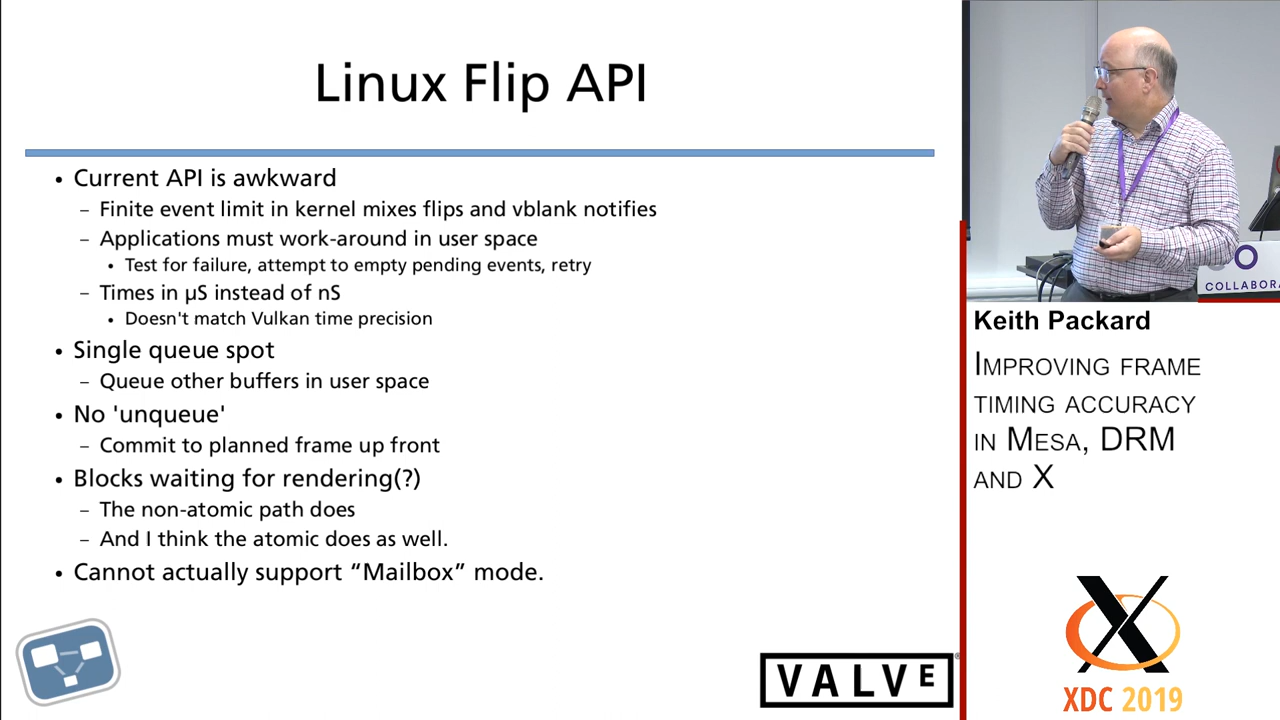 Linux Flip API
• Current API is awkward
– Finite event limit in kernel mixes flips and vblank notifies
– Applications must work-around in user space
• Test for failure, attempt to empty pending events, retry
– Times in µS instead of nS
• Doesn't match Vulkan time precision
• Single queue spot
– Queue other buffers in user space
• No 'unqueue'
– Commit to planned frame up front
• Blocks waiting for rendering(?)
– The non-atomic path does
– And I think the atomic does as well.
• Cannot actually support “Mailbox” mode.
VALVE®
COLLABORA
Keith Packard
Improving frame
timing accuracy
in Mesa, DRM
and X
XDC 2019